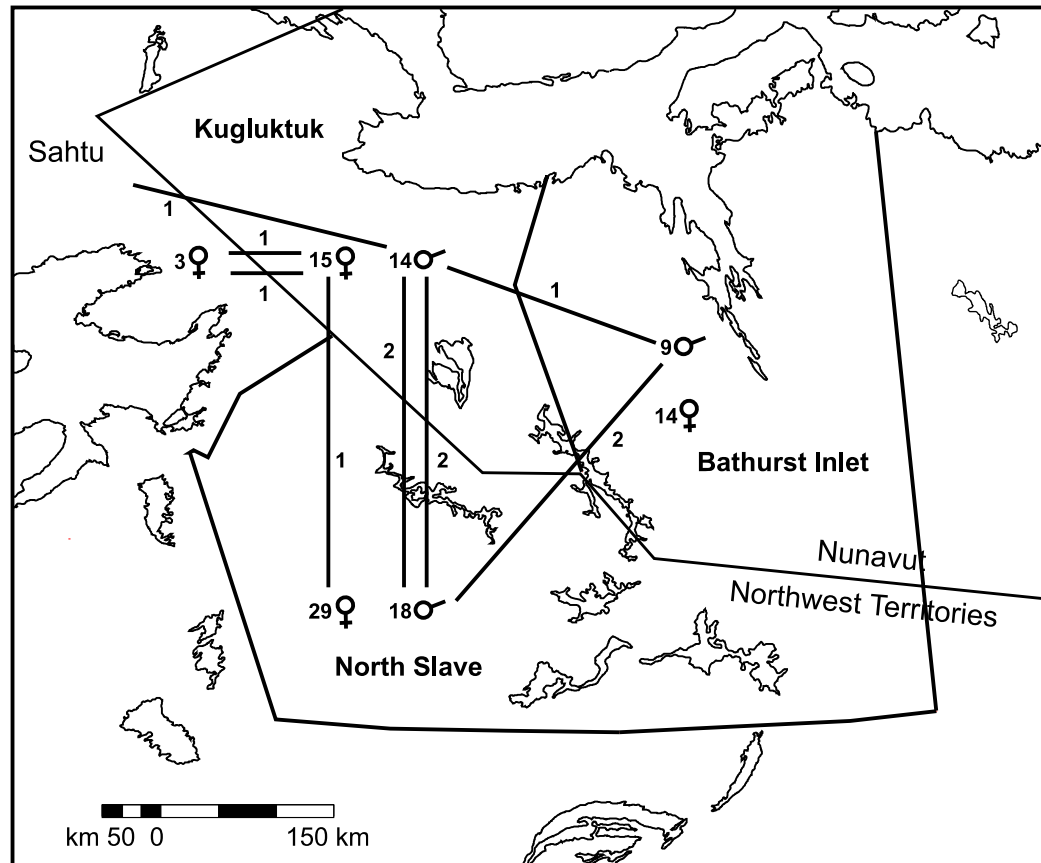 Kugluktuk
Sahtu
1
1
3♀ 15♀ 14♂
1
1
2
9♂
14♀
2
1
2
Bathurst Inlet
Nunavut
Northwest Territories
29♀ 18♂
North Slave
km 50 0 150 km